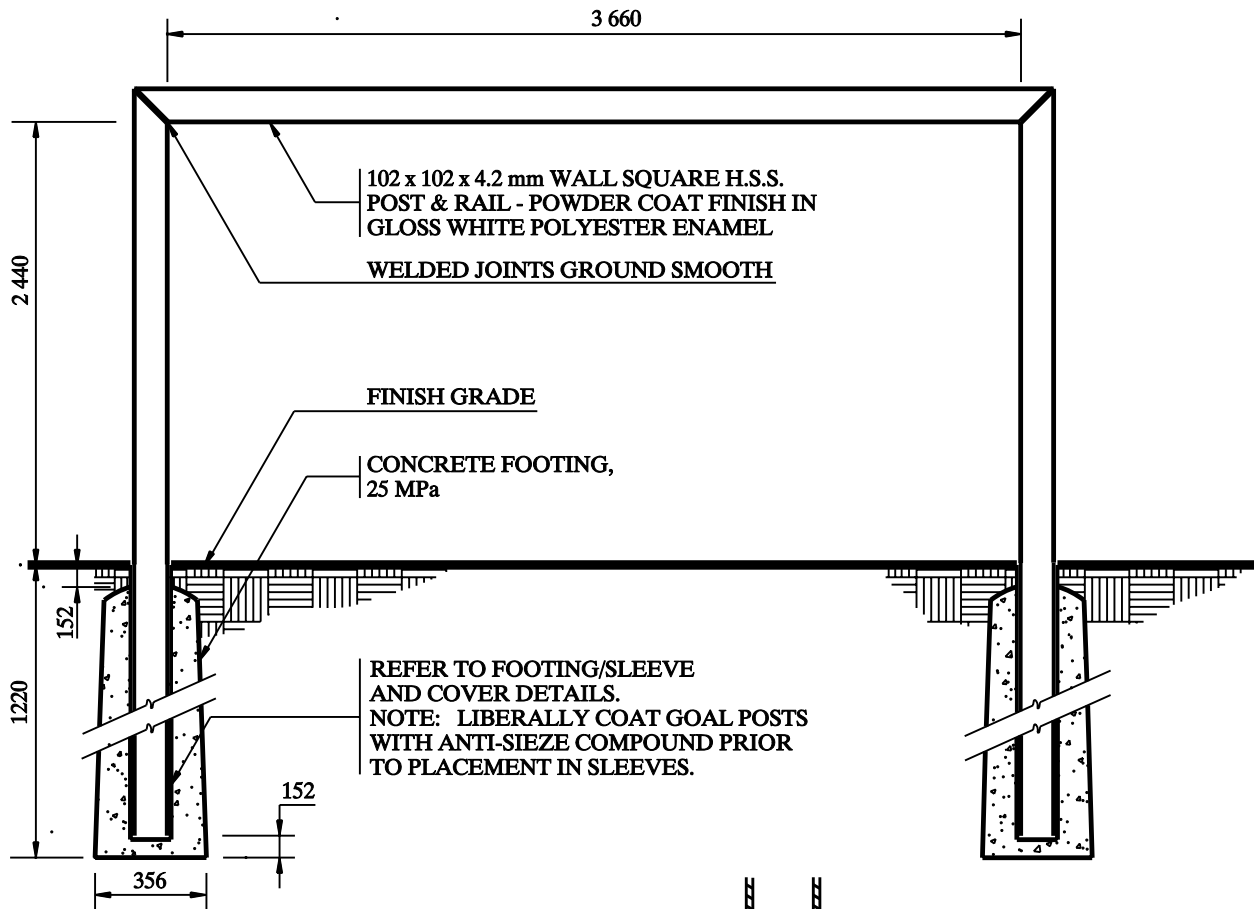 3 660
102 x 102 x 4.2 mm WALL SQUARE H.S.S.
POST & RAIL - POWDER COAT FINISH IN
GLOSS WHITE POLYESTER ENAMEL
WELDED JOINTS GROUND SMOOTH
2 440
FINISH GRADE
CONCRETE FOOTING,
25 MPa
152
1220
REFER TO FOOTING/SLEEVE
AND COVER DETAILS.
NOTE: LIBERALLY COAT GOAL POSTS
WITH ANTI-SIEZE COMPOUND PRIOR
TO PLACEMENT IN SLEEVES.
152
356